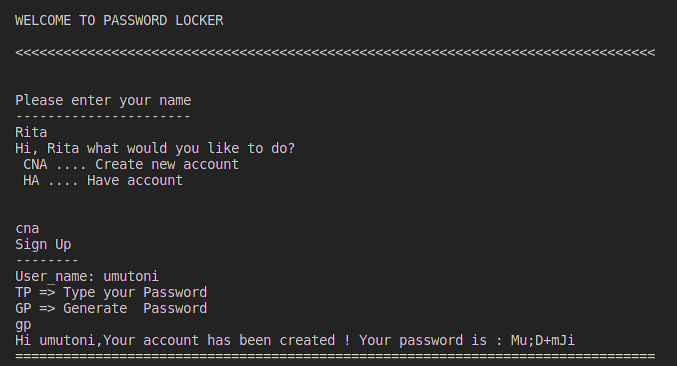 WELCOME TO PASSWORD LOCKER
<<<<<<<<<<<<<<<<<<<<<<<<<<<<<<<<<<<<<<<<<<<<<<<<<<<<<<<<<<<<<<<<<<<<<<<<<<<<<<<<
Please enter your name
----------------------
Rita
Hi, Rita what would you like to do?
 CNA .... Create new account
 HA .... Have account
cna
Sign Up
--------
User_name: umutoni
TP => Type your Password
GP => Generate  Password
gp
Hi umutoni,Your account has been created ! Your password is : Mu;D+mJi
================================================================================